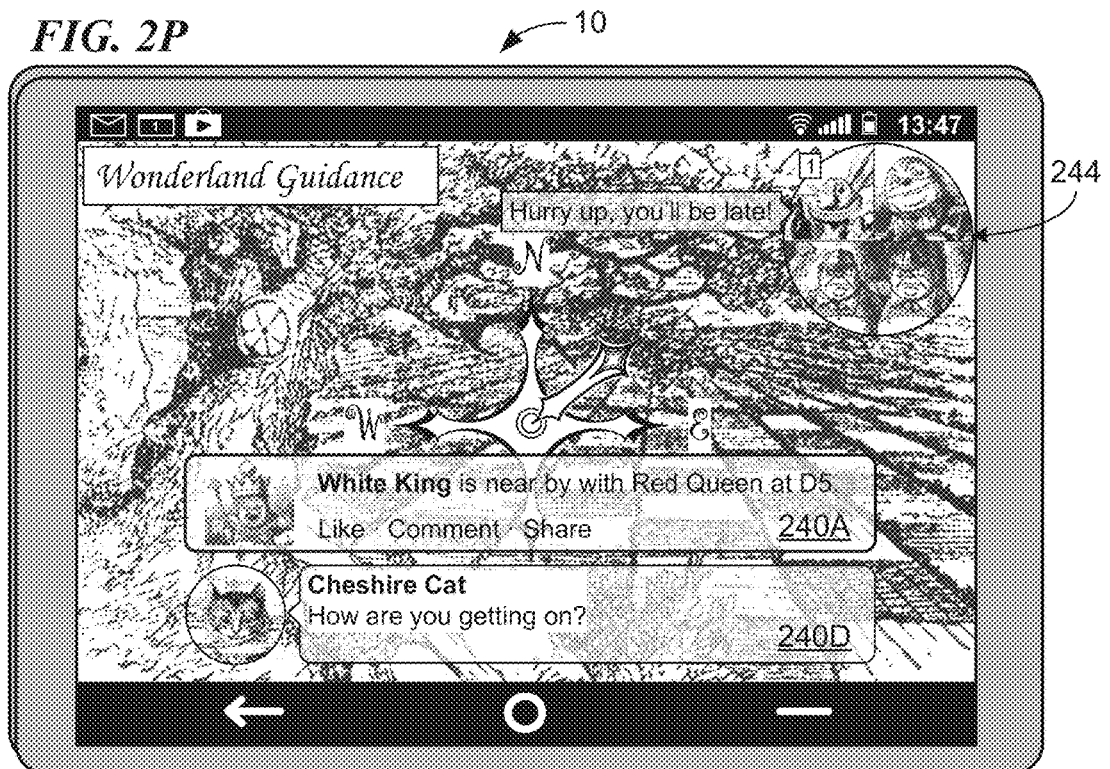 FIG. 2P
10
1
13:47
Wonderland Guidance
1
244
Hurry up, you'll be late!
N
W
E
White King is near by with Red Queen at D5.
Like · Comment · Share
240A
Cheshire Cat
How are you getting on?
240D